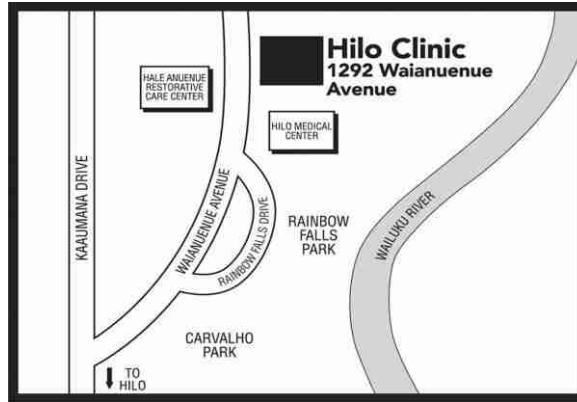 Hilo Clinic
1292 Waianuenue
Avenue
HALE ANUENUE
RESTORATIVE
CARE CENTER
HILO MEDICAL
CENTER
KAAUMANA DRIVE
WAIANUENUE AVENUE
RAINBOW FALLS DRIVE
RAINBOW
FALLS
PARK
WAILUKU RIVER
CARVALHO
PARK
TO
HILO